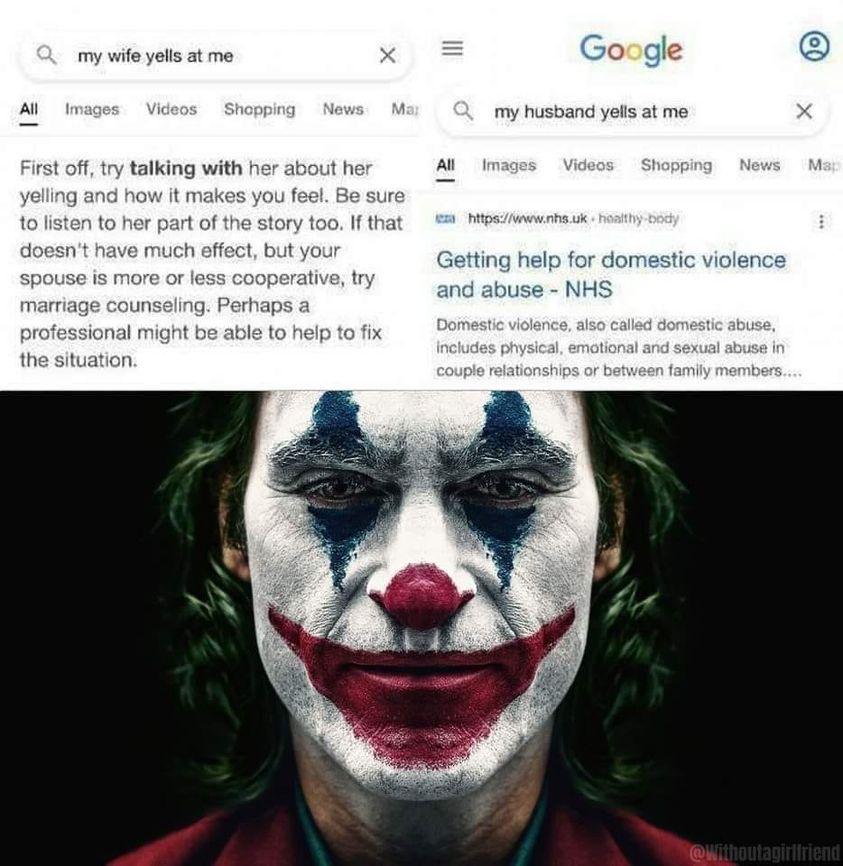 my wife yells at me
All Images Videos Shopping News Ma
First off, try talking with her about her
yelling and how it makes you feel. Be sure
to listen to her part of the story too. If that
doesn't have much effect, but your
spouse is more or less cooperative, try
marriage counseling. Perhaps a
professional might be able to help to fix
the situation.
Google
my husband yells at me
All Images Videos Shopping News Map
https://www.nhs.uk › healthy-body
Getting help for domestic violence
and abuse - NHS
Domestic violence, also called domestic abuse,
includes physical, emotional and sexual abuse in
couple relationships or between family members....
@Withoutagirlfriend